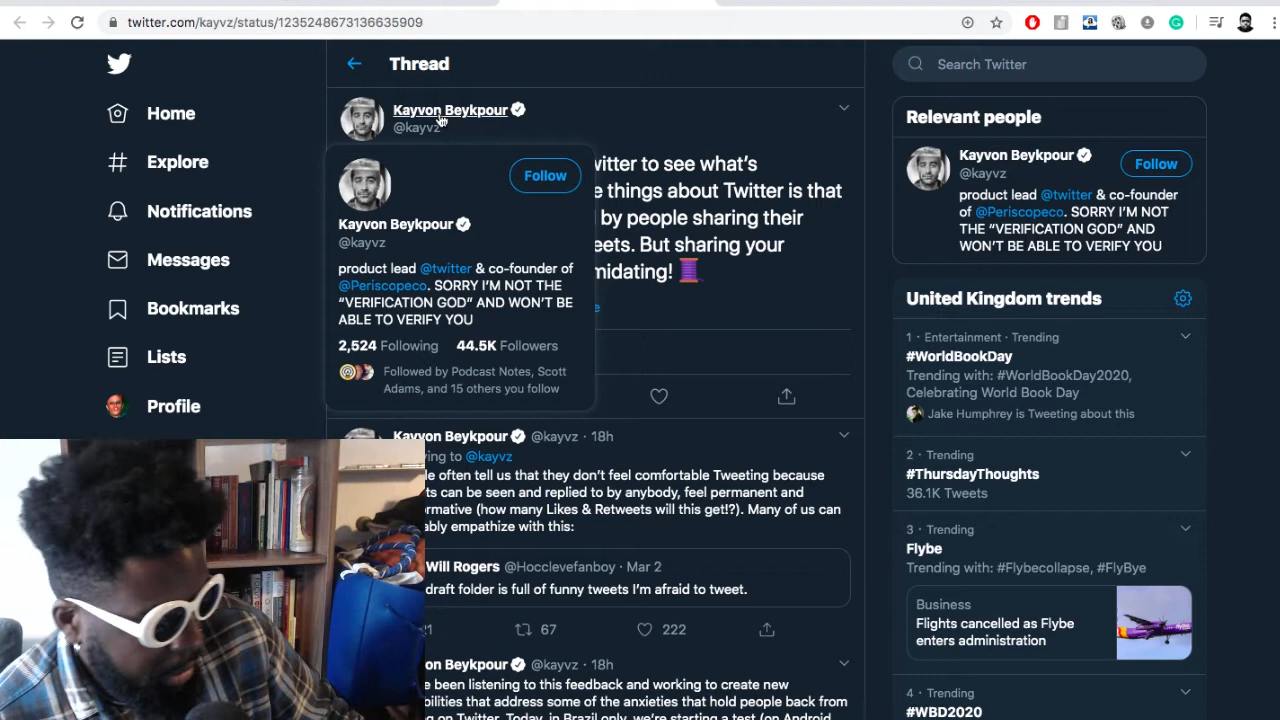 twitter.com/kayvz/status/1235248673136635909
Home
Explore
Notifications
Messages
Bookmarks
Lists
Profile
Thread
Kayvon Beykpour
@kayvz
witter to see what's
e things about Twitter is that
by people sharing their
eets. But sharing your
midating!
Follow
Kayvon Beykpour
@kayvz
product lead @twitter & co-founder of
@Periscopeco. SORRY I'M NOT THE
“VERIFICATION GOD” AND WON'T BE
ABLE TO VERIFY YOU
2,524 Following 44.5K Followers
Followed by Podcast Notes, Scott
Adams, and 15 others you follow
Kayvon Beykpour @kayvz · 18h
ying to @kayvz
le often tell us that they don't feel comfortable Tweeting because
ts can be seen and replied to by anybody, feel permanent and
ormative (how many Likes & Retweets will this get!?). Many of us can
ably empathize with this:
Will Rogers @Hocclevefanboy · Mar 2
draft folder is full of funny tweets I'm afraid to tweet.
21 67 222
Kayvon Beykpour @kayvz · 18h
e been listening to this feedback and working to create new
bilities that address some of the anxieties that hold people back from
on Twitter. Today, in Brazil only, we're starting a test (on Android
Search Twitter
Relevant people
Kayvon Beykpour
@kayvz
Follow
product lead @twitter & co-founder
of @Periscopeco. SORRY I'M NOT
THE “VERIFICATION GOD” AND
WON'T BE ABLE TO VERIFY YOU
United Kingdom trends
1 · Entertainment · Trending
#WorldBookDay
Trending with: #WorldBookDay2020,
Celebrating World Book
Day
Jake Humphrey is Tweeting about this
2 · Trending
#ThursdayThoughts
36.1K Tweets
3 · Trending
Flybe
Trending with: #Flybecollapse, #FlyBye
Business
Flights cancelled as Flybe
enters administration
4 · Trending
#WBD2020